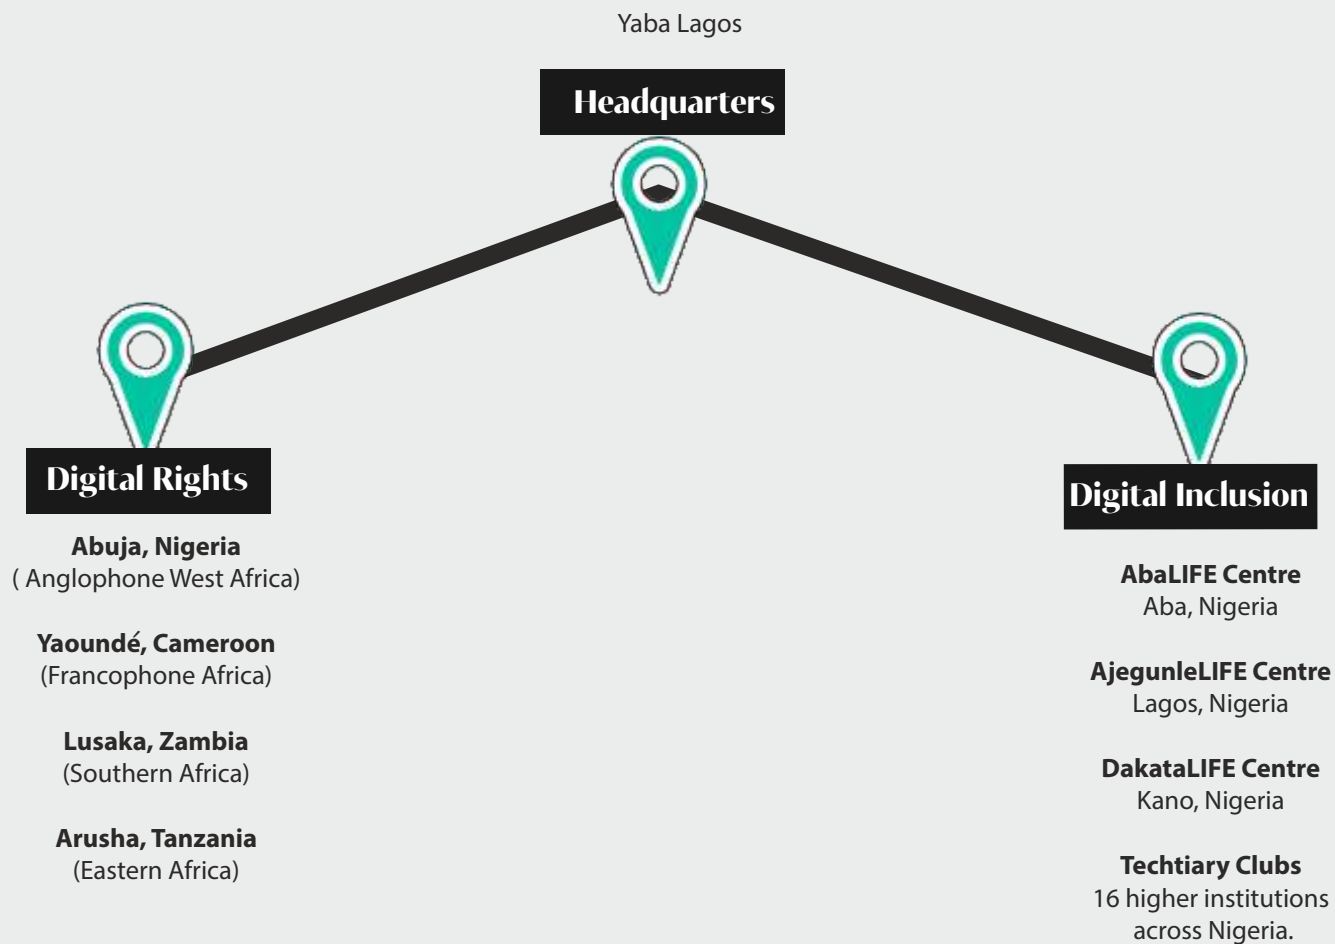 Yaba Lagos
Headquarters
Digital Rights
Abuja, Nigeria
( Anglophone West Africa)
Yaoundé, Cameroon
(Francophone Africa)
Lusaka, Zambia
(Southern Africa)
Arusha, Tanzania
(Eastern Africa)
Digital Inclusion
AbaLIFE Centre
Aba, Nigeria
AjegunleLIFE Centre
Lagos, Nigeria
DakataLIFE Centre
Kano, Nigeria
Techtiary Clubs
16 higher institutions
across Nigeria.